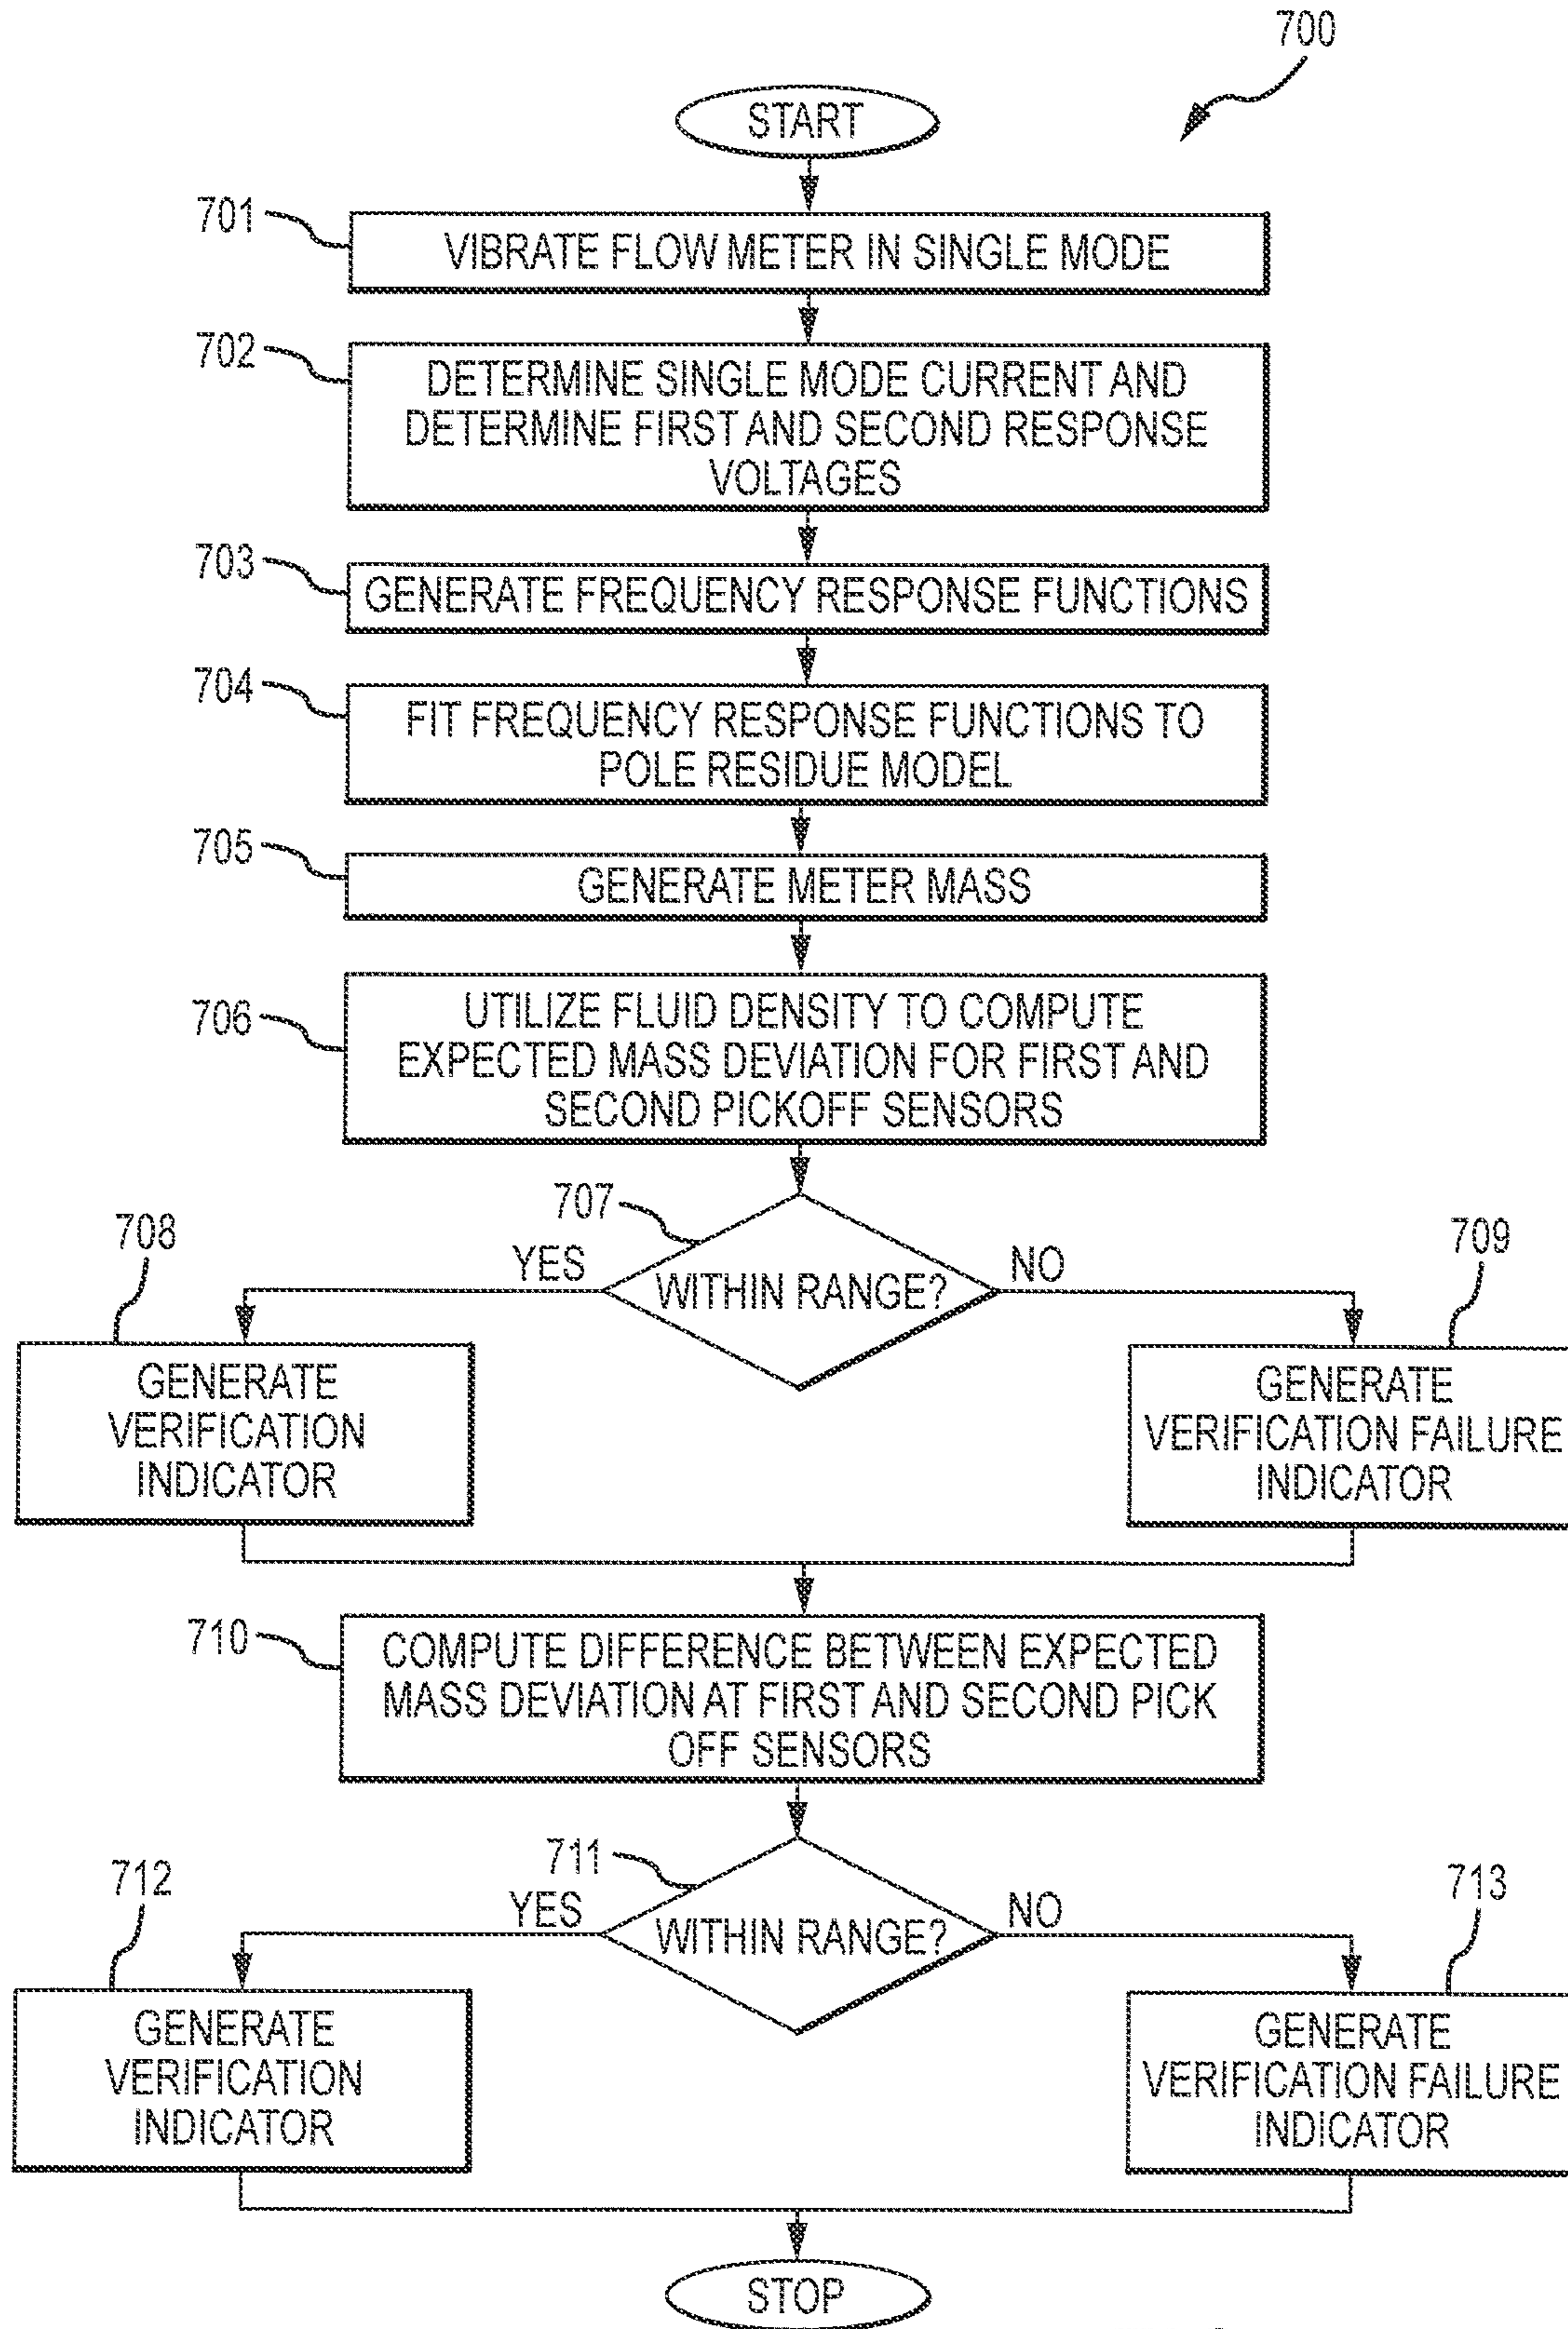 700
START
701
VIBRATE FLOW METER IN SINGLE MODE
702
DETERMINE SINGLE MODE CURRENT AND
DETERMINE FIRST AND SECOND RESPONSE
VOLTAGES
703
GENERATE FREQUENCY RESPONSE FUNCTIONS
704
FIT FREQUENCY RESPONSE FUNCTIONS TO
POLE RESIDUE MODEL
705
GENERATE METER MASS
706
UTILIZE FLUID DENSITY TO COMPUTE
EXPECTED MASS DEVIATION FOR FIRST AND
SECOND PICKOFF SENSORS
707
WITHIN RANGE?
YES
NO
708
GENERATE
VERIFICATION
INDICATOR
709
GENERATE
VERIFICATION FAILURE
INDICATOR
710
COMPUTE DIFFERENCE BETWEEN EXPECTED
MASS DEVIATION AT FIRST AND SECOND PICK
OFF SENSORS
711
WITHIN RANGE?
YES
NO
712
GENERATE
VERIFICATION
INDICATOR
713
GENERATE
VERIFICATION FAILURE
INDICATOR
STOP